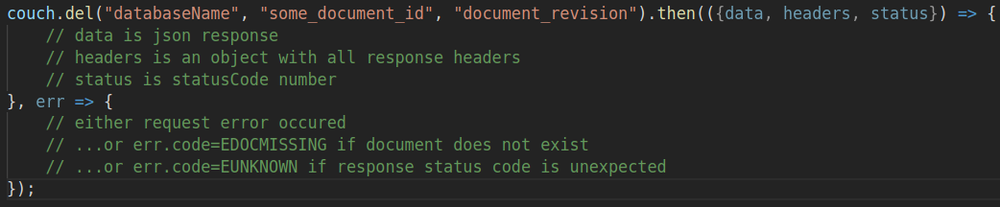 couch.del("databaseName", "some_document_id", "document_revision").then(({data, headers, status}) => {
    // data is json response
    // headers is an object with all response headers
    // status is statusCode number
}, err => {
    // either request error occured
    // ...or err.code=EDOCMISSING if document does not exist
    // ...or err.code=EUNKNOWN if response status code is unexpected
});